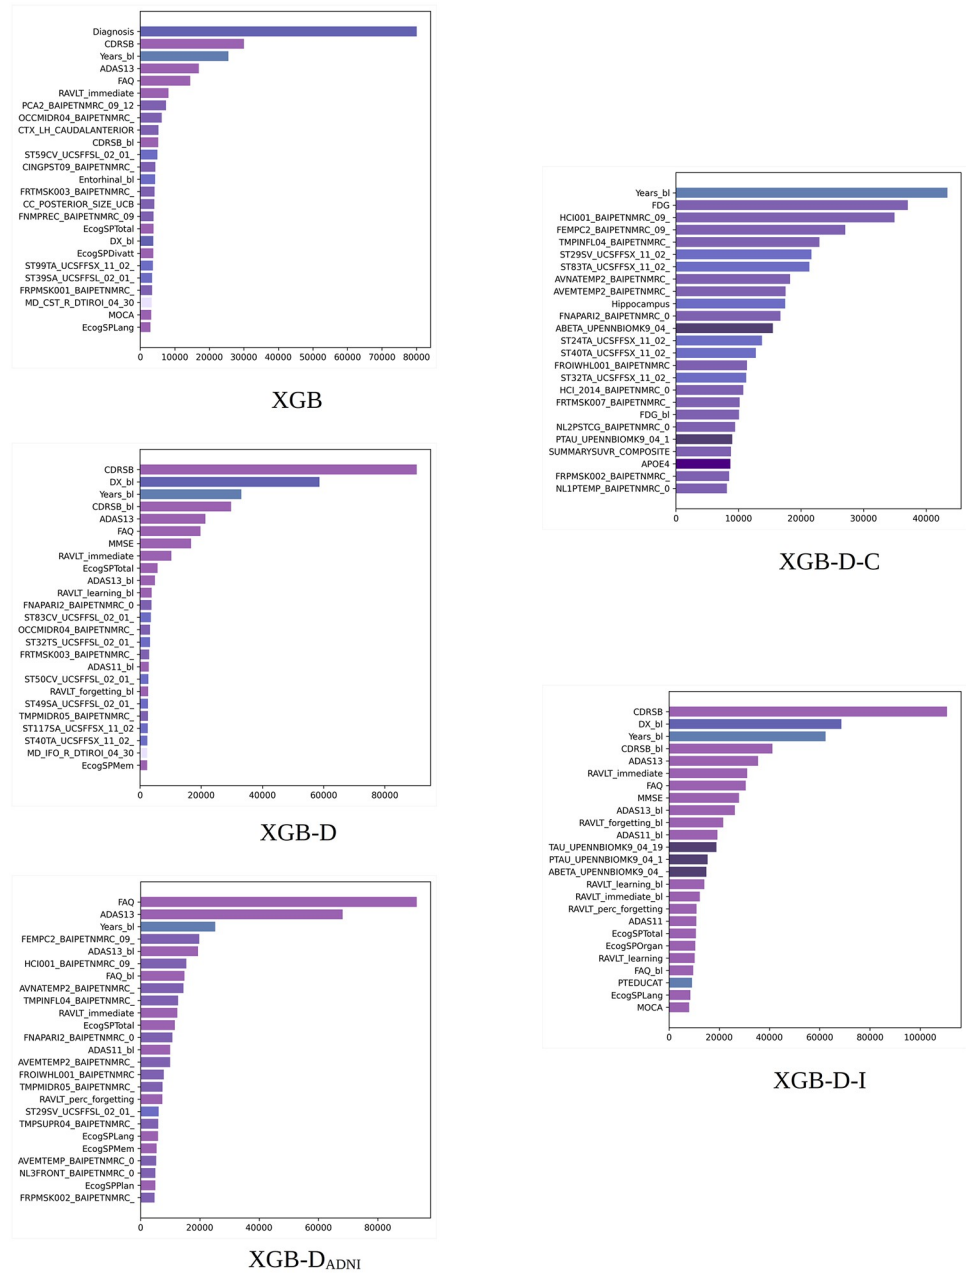 Diagnosis
CDRSB
Years_bl
ADAS13
FAQ
RAVLT_immediate
PCA2_BAIPETNMRC_09_12
OCCMIDR04_BAIPETNMRC_
CTX_LH_CAUDALANTERIOR
CDRSB_bl
ST59CV_UCSFFSL_02_01_
CINGPST09_BAIPETNMRC_
Entorhinal_bl
FRTMSK003_BAIPETNMRC_
CC_POSTERIOR_SIZE_UCB
FNMPREC_BAIPETNMRC_09
EcogSPTotal
DX_bl
EcogSPDivatt
ST99TA_UCSFFSX_11_02_
ST39SA_UCSFFSL_02_01_
FRPMSK001_BAIPETNMRC_
MD_CST_R_DTIROI_04_30
MOCA
EcogSPLang
0 10000 20000 30000 40000 50000 60000 70000 80000
XGB
Years_bl
FDG
HCI001_BAIPETNMRC_09_
FEMPC2_BAIPETNMRC_09_
TMPINFL04_BAIPETNMRC_
ST29SV_UCSFFSX_11_02_
ST83TA_UCSFFSX_11_02_
AVNATEMP2_BAIPETNMRC_
AVEMTEMP2_BAIPETNMRC_
Hippocampus
FNAPARI2_BAIPETNMRC_0
ABETA_UPENNBIOMK9_04_
ST24TA_UCSFFSX_11_02_
ST40TA_UCSFFSX_11_02_
FROIWHL001_BAIPETNMRC
ST32TA_UCSFFSX_11_02_
HCI_2014_BAIPETNMRC_0
FRTMSK007_BAIPETNMRC_
FDG_bl
NL2PSTCG_BAIPETNMRC_0
PTAU_UPENNBIOMK9_04_1
SUMMARYSUVR_COMPOSITE
APOE4
FRPMSK002_BAIPETNMRC_
NL1PTEMP_BAIPETNMRC_0
0 10000 20000 30000 40000
XGB-D-C
CDRSB
DX_bl
Years_bl
CDRSB_bl
ADAS13
FAQ
MMSE
RAVLT_immediate
EcogSPTotal
ADAS13_bl
RAVLT_learning_bl
FNAPARI2_BAIPETNMRC_0
ST83CV_UCSFFSL_02_01_
OCCMIDR04_BAIPETNMRC_
ST32TS_UCSFFSL_02_01_
FRTMSK003_BAIPETNMRC_
ADAS11_bl
ST50CV_UCSFFSL_02_01_
RAVLT_forgetting_bl
ST49SA_UCSFFSL_02_01_
TMPMIDR05_BAIPETNMRC_
ST117SA_UCSFFSX_11_02
ST40TA_UCSFFSX_11_02_
MD_IFO_R_DTIROI_04_30
EcogSPMem
0 20000 40000 60000 80000
XGB-D
CDRSB
DX_bl
Years_bl
CDRSB_bl
ADAS13
RAVLT_immediate
FAQ
MMSE
ADAS13_bl
RAVLT_forgetting_bl
ADAS11_bl
TAU_UPENNBIOMK9_04_19
PTAU_UPENNBIOMK9_04_1
ABETA_UPENNBIOMK9_04_
RAVLT_learning_bl
RAVLT_immediate_bl
RAVLT_perc_forgetting
ADAS11
EcogSPTotal
EcogSPOrgan
RAVLT_learning
FAQ_bl
PTEDUCAT
EcogSPLang
MOCA
0 20000 40000 60000 80000 100000
XGB-D-I
FAQ
ADAS13
Years_bl
FEMPC2_BAIPETNMRC_09_
ADAS13_bl
HCI001_BAIPETNMRC_09_
FAQ_bl
AVNATEMP2_BAIPETNMRC_
TMPINFL04_BAIPETNMRC_
RAVLT_immediate
EcogSPTotal
FNAPARI2_BAIPETNMRC_0
ADAS11_bl
AVEMTEMP2_BAIPETNMRC_
FROIWHL001_BAIPETNMRC
TMPMIDR05_BAIPETNMRC_
RAVLT_perc_forgetting
ST29SV_UCSFFSL_02_01_
TMPSUPR04_BAIPETNMRC_
EcogSPLang
EcogSPMem
AVEMTEMP_BAIPETNMRC_0
NL3FRONT_BAIPETNMRC_0
EcogSPPlan
FRPMSK002_BAIPETNMRC_
0 20000 40000 60000 80000
XGB-DADNI